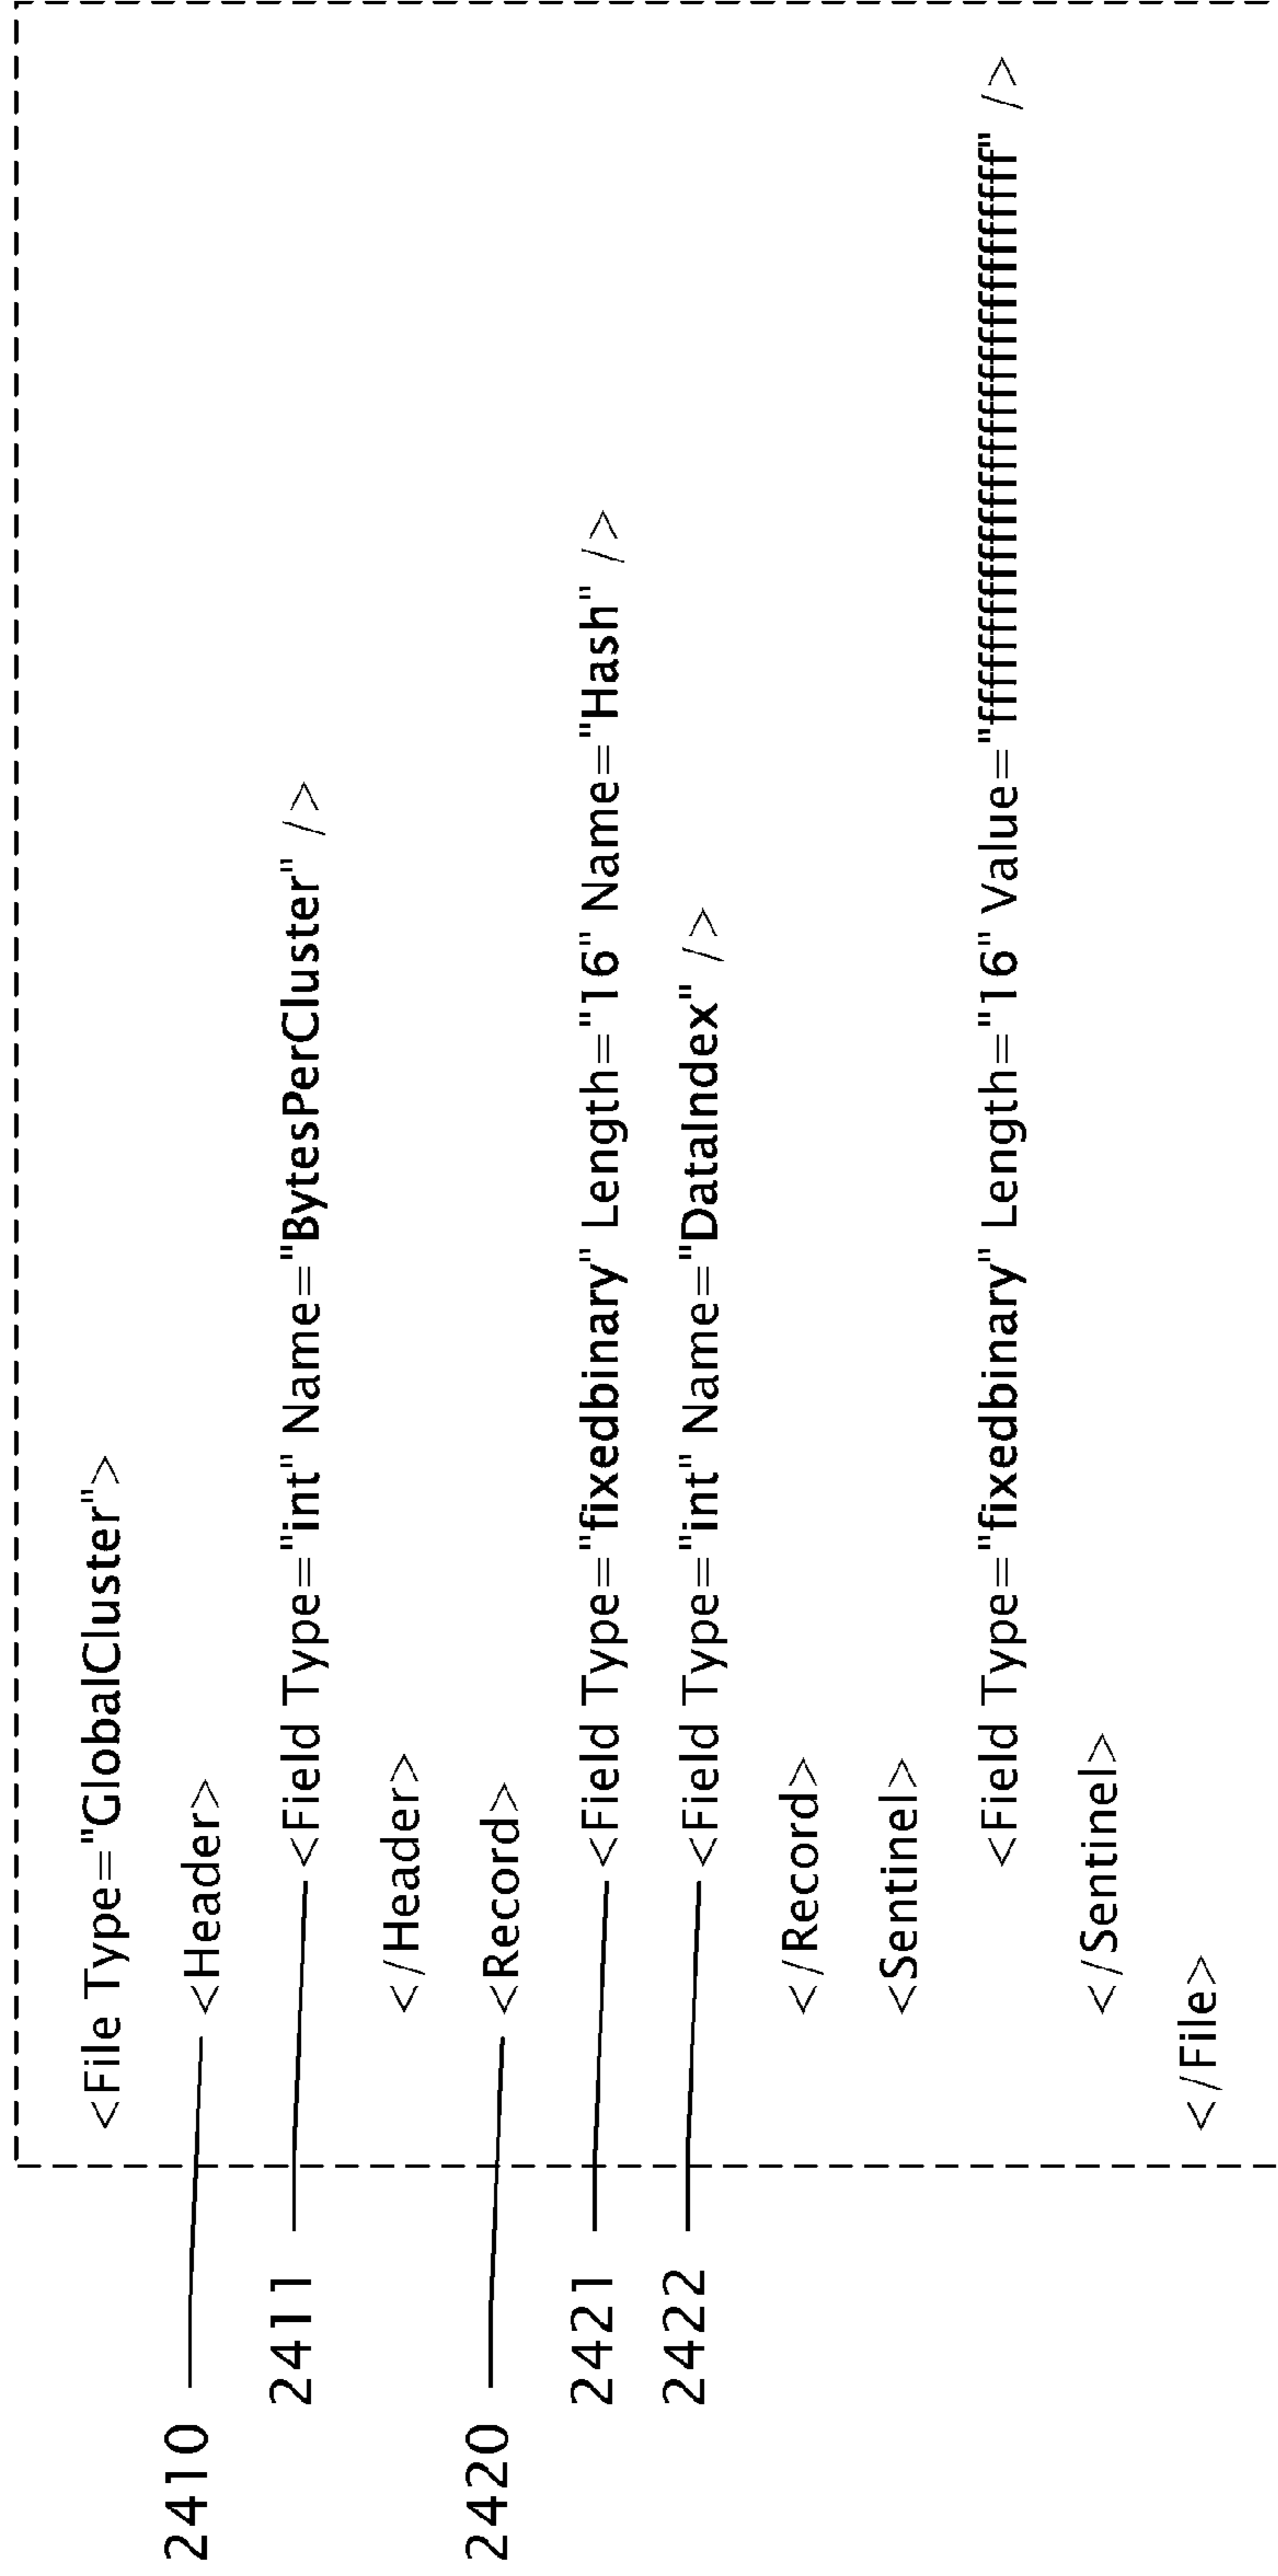 <File Type="GlobalCluster">
2410 <Header>
2411 <Field Type="int" Name="BytesPerCluster" />
</Header>
2420 <Record>
2421 <Field Type="fixedbinary" Length="16" Name="Hash" />
2422 <Field Type="int" Name="DataIndex" />
</Record>
<Sentinel>
<Field Type="fixedbinary" Length="16" Value="ffffffffffffffffffffffffffffffff" />
</Sentinel>
</File>